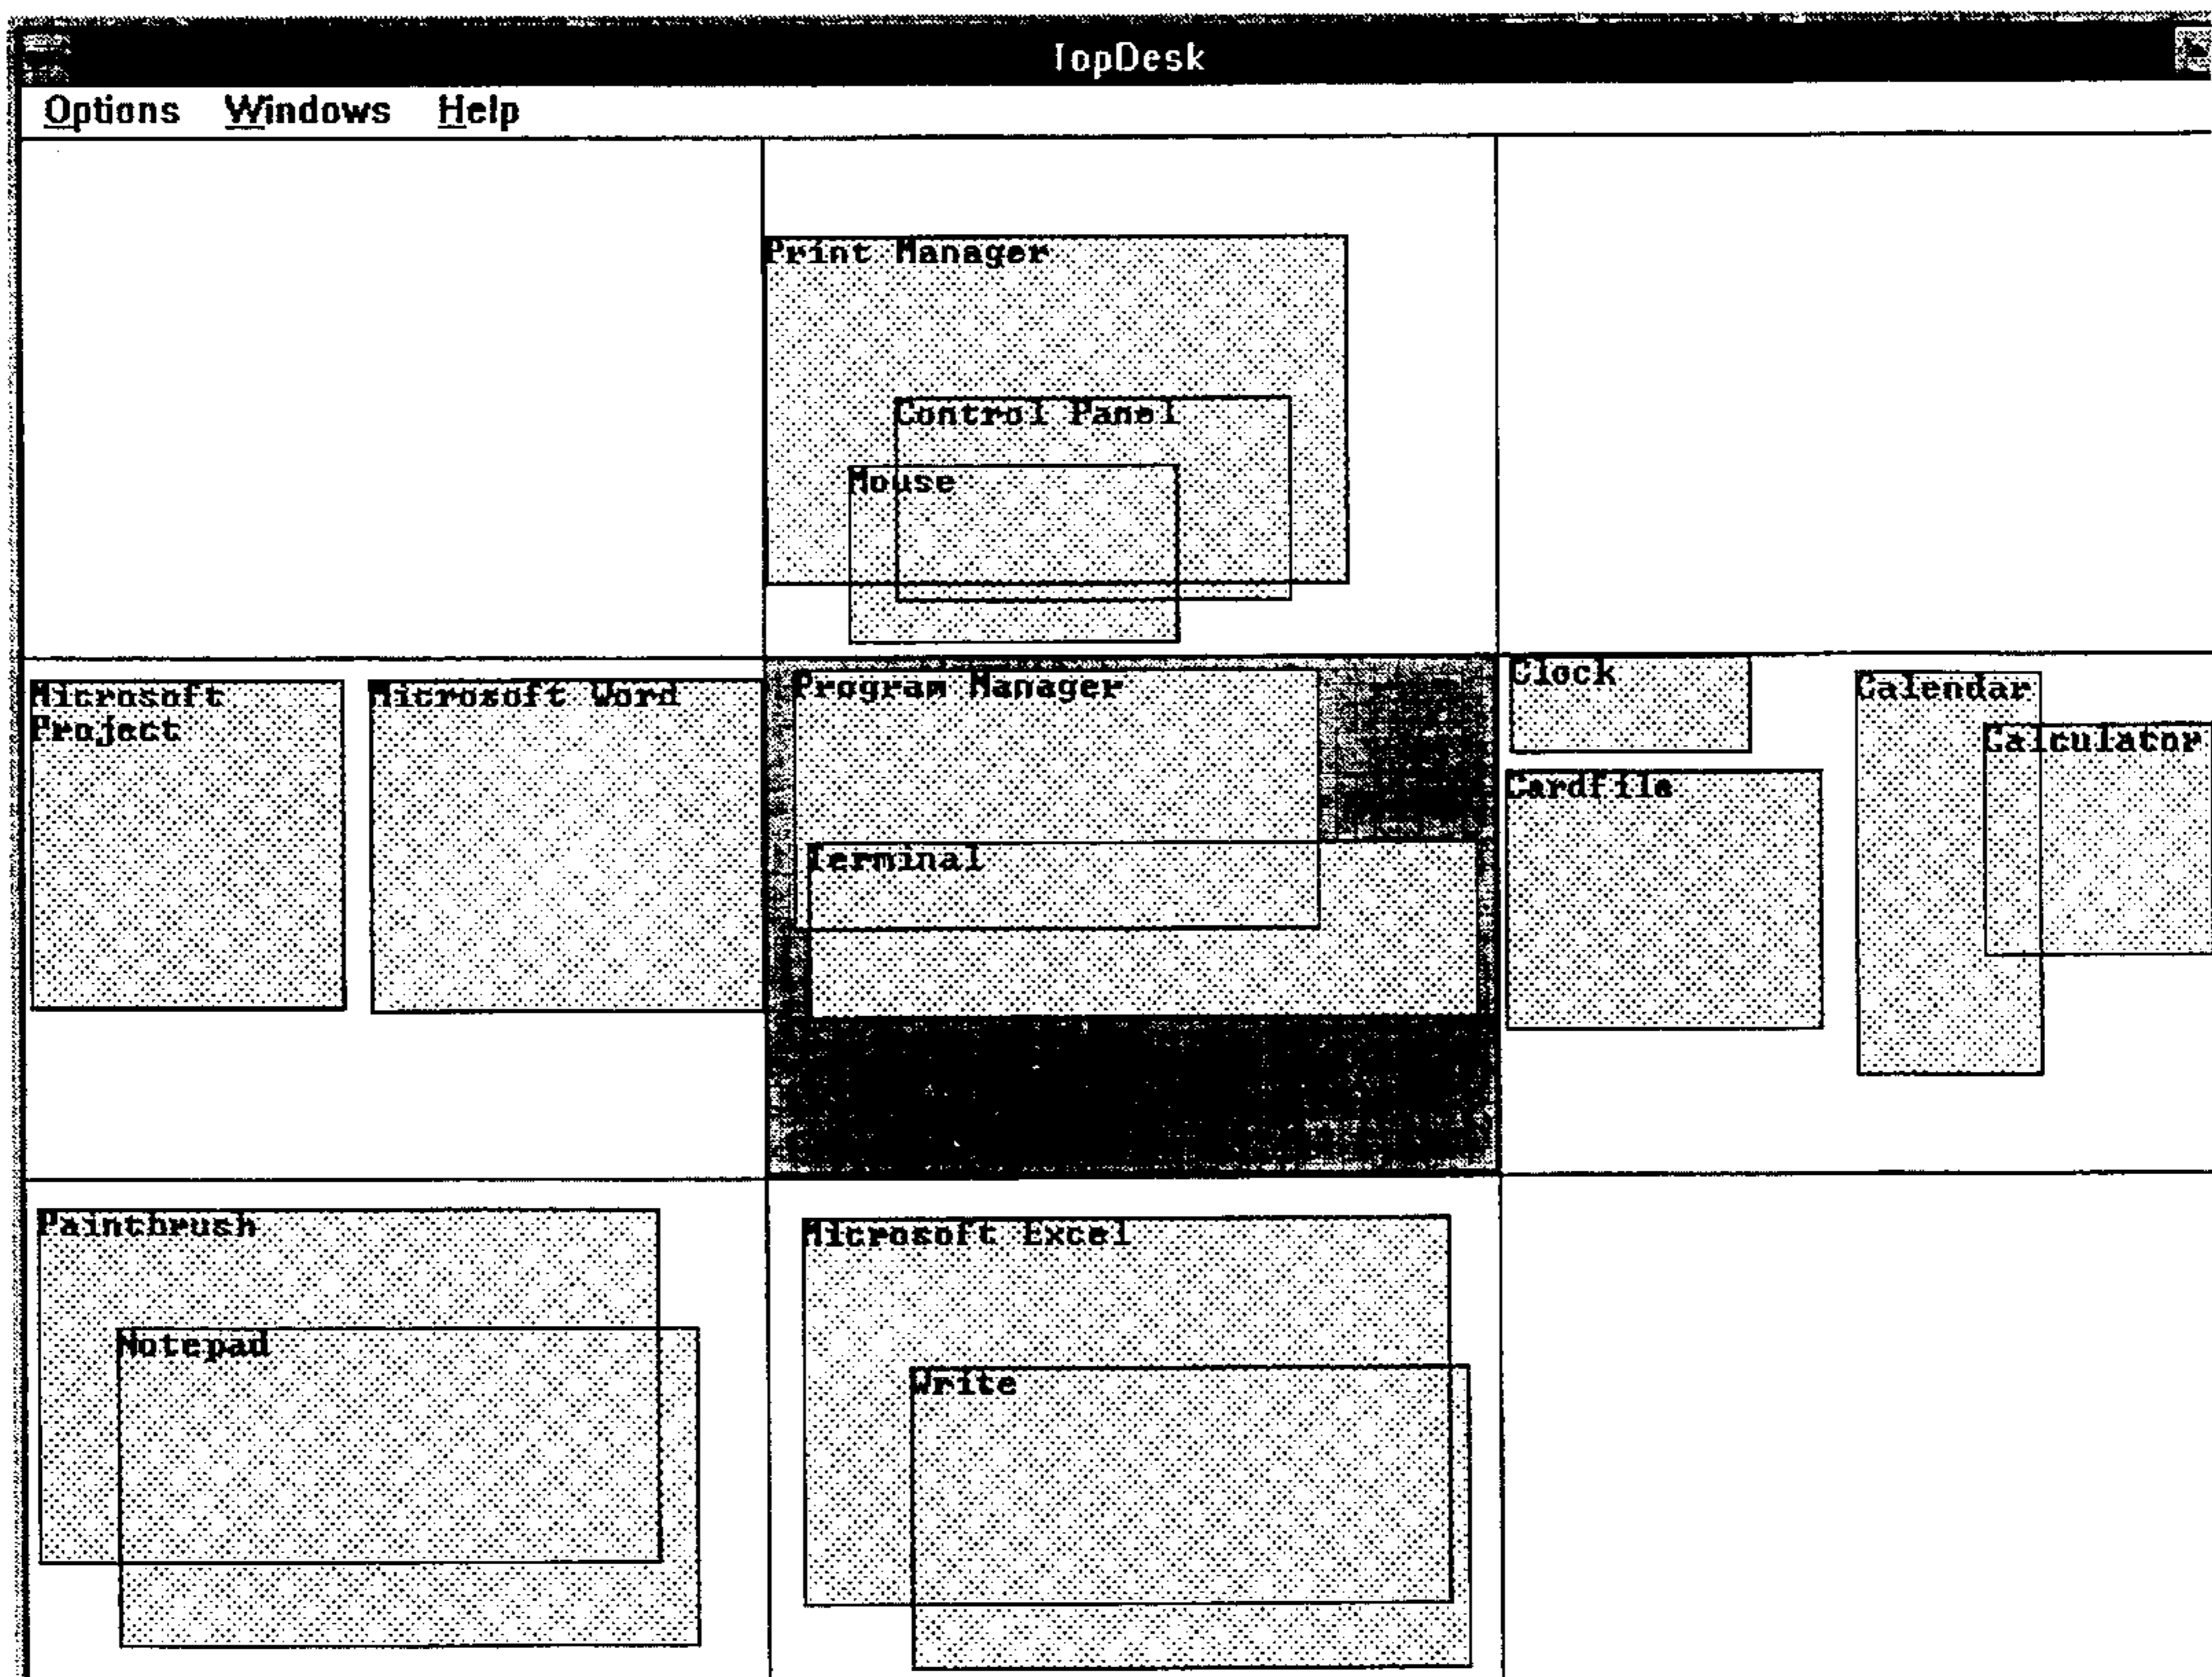 TopDesk
Options Windows Help
Print Manager
Control Panel
Mouse
Microsoft
Project
Microsoft Word
Program Manager
Terminal
Clock
Calendar
Calculator
Cardfile
Paintbrush
Notepad
Microsoft Excel
Write